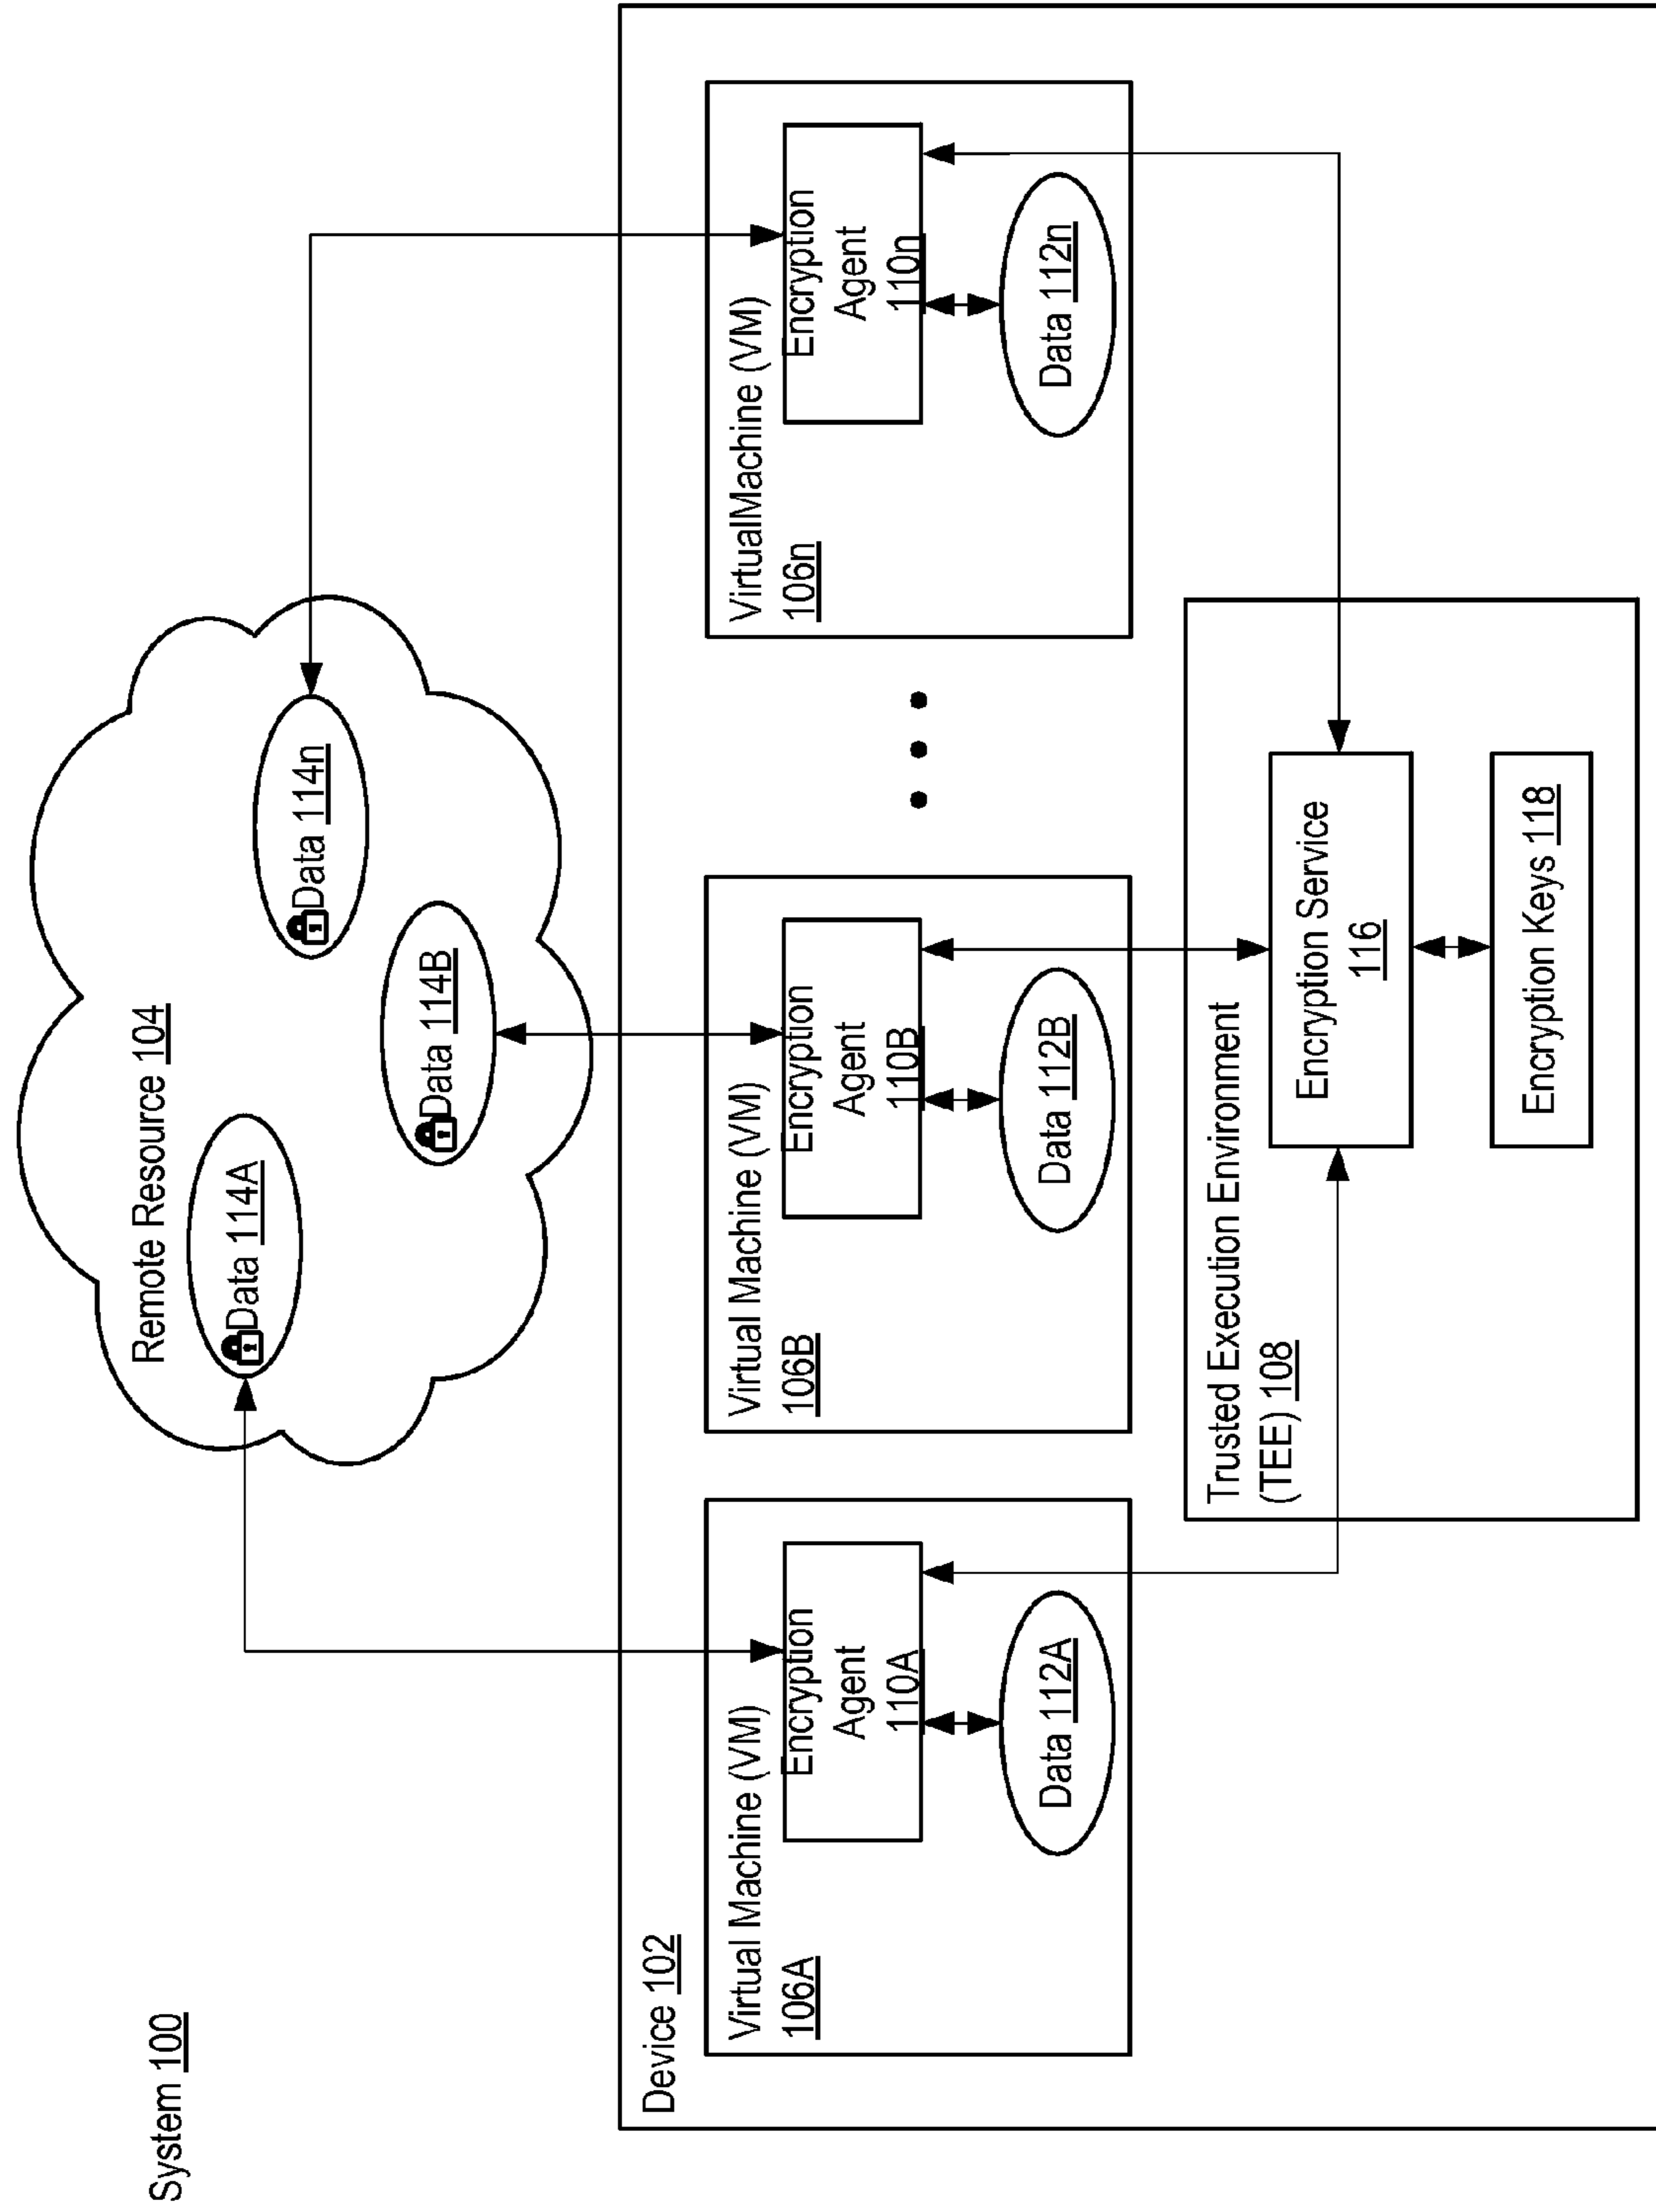 System 100
Remote Resource 104
Data 114A
Data 114B
Data 114n
Device 102
Virtual Machine (VM)
106A
Encryption
Agent
110A
Data 112A
Virtual Machine (VM)
106B
Encryption
Agent
110B
Data 112B
VirtualMachine (VM)
106n
Encryption
Agent
110n
Data 112n
Trusted Execution Environment
(TEE) 108
Encryption Service
116
Encryption Keys 118